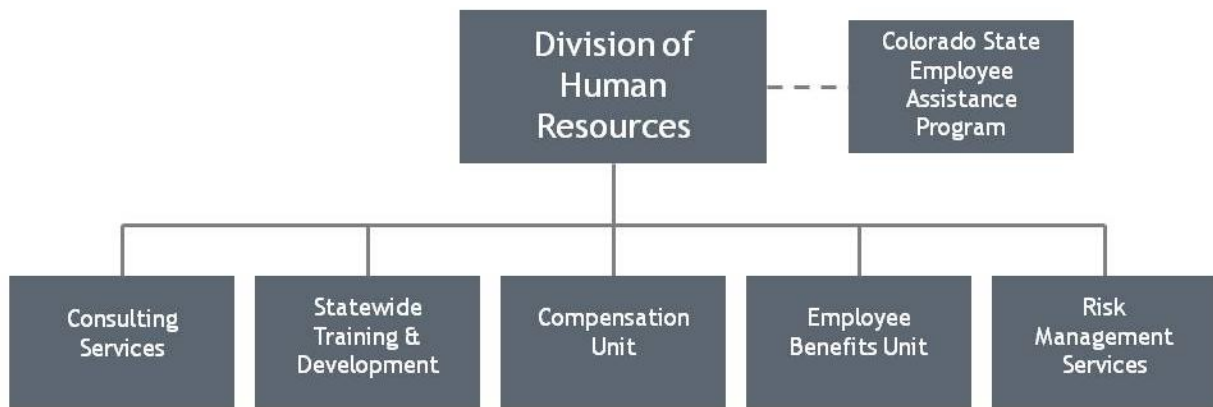 Division of
Human
Resources
Colorado State
Employee
Assistance
Program
Consulting
Services
Statewide
Training &
Development
Compensation
Unit
Employee
Benefits Unit
Risk
Management
Services